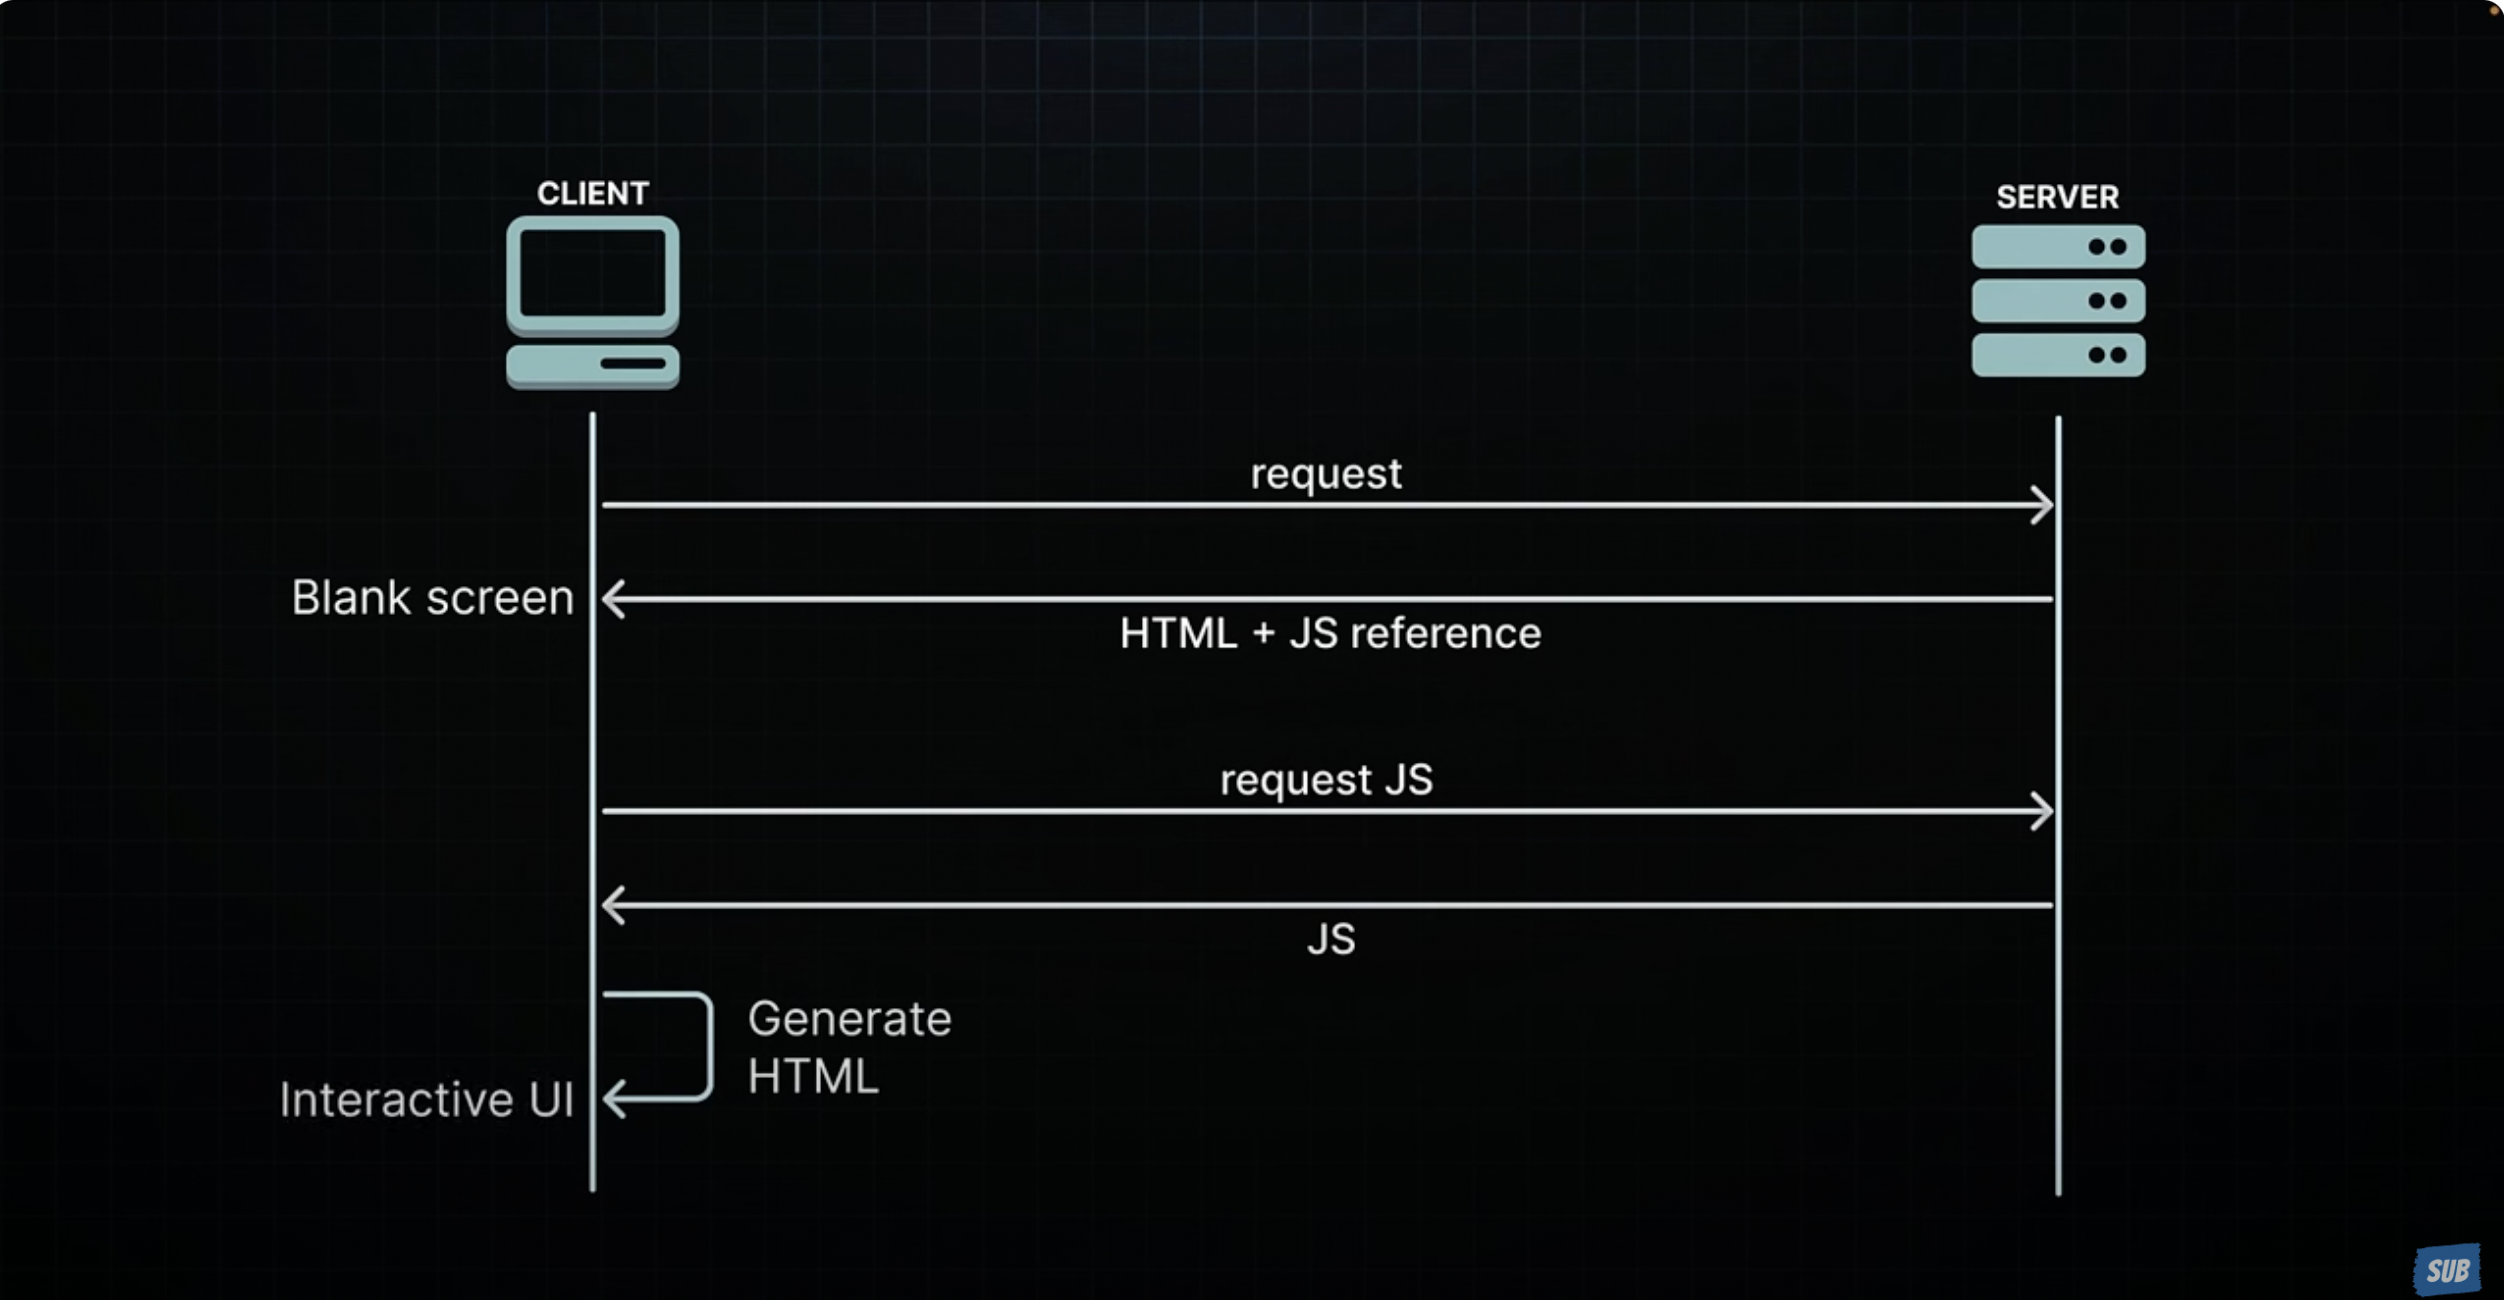 CLIENT
SERVER
request
Blank screen
HTML + JS reference
request JS
JS
Generate
HTML
Interactive UI
SUB